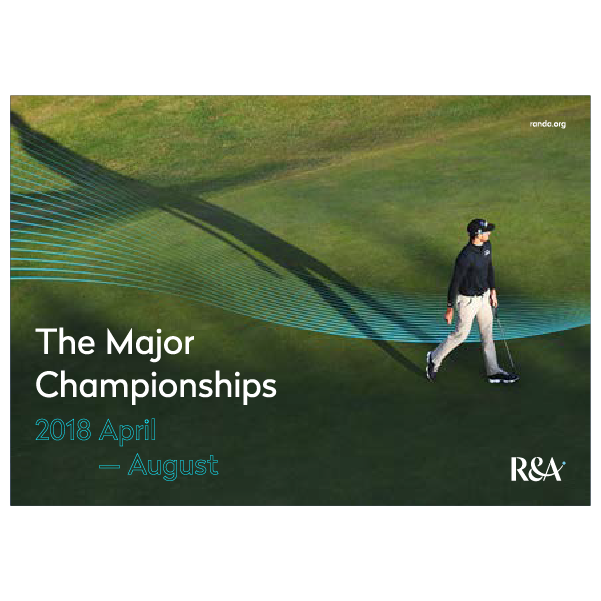 randa.org
The Major
Championships
2018 April
— August
R&A